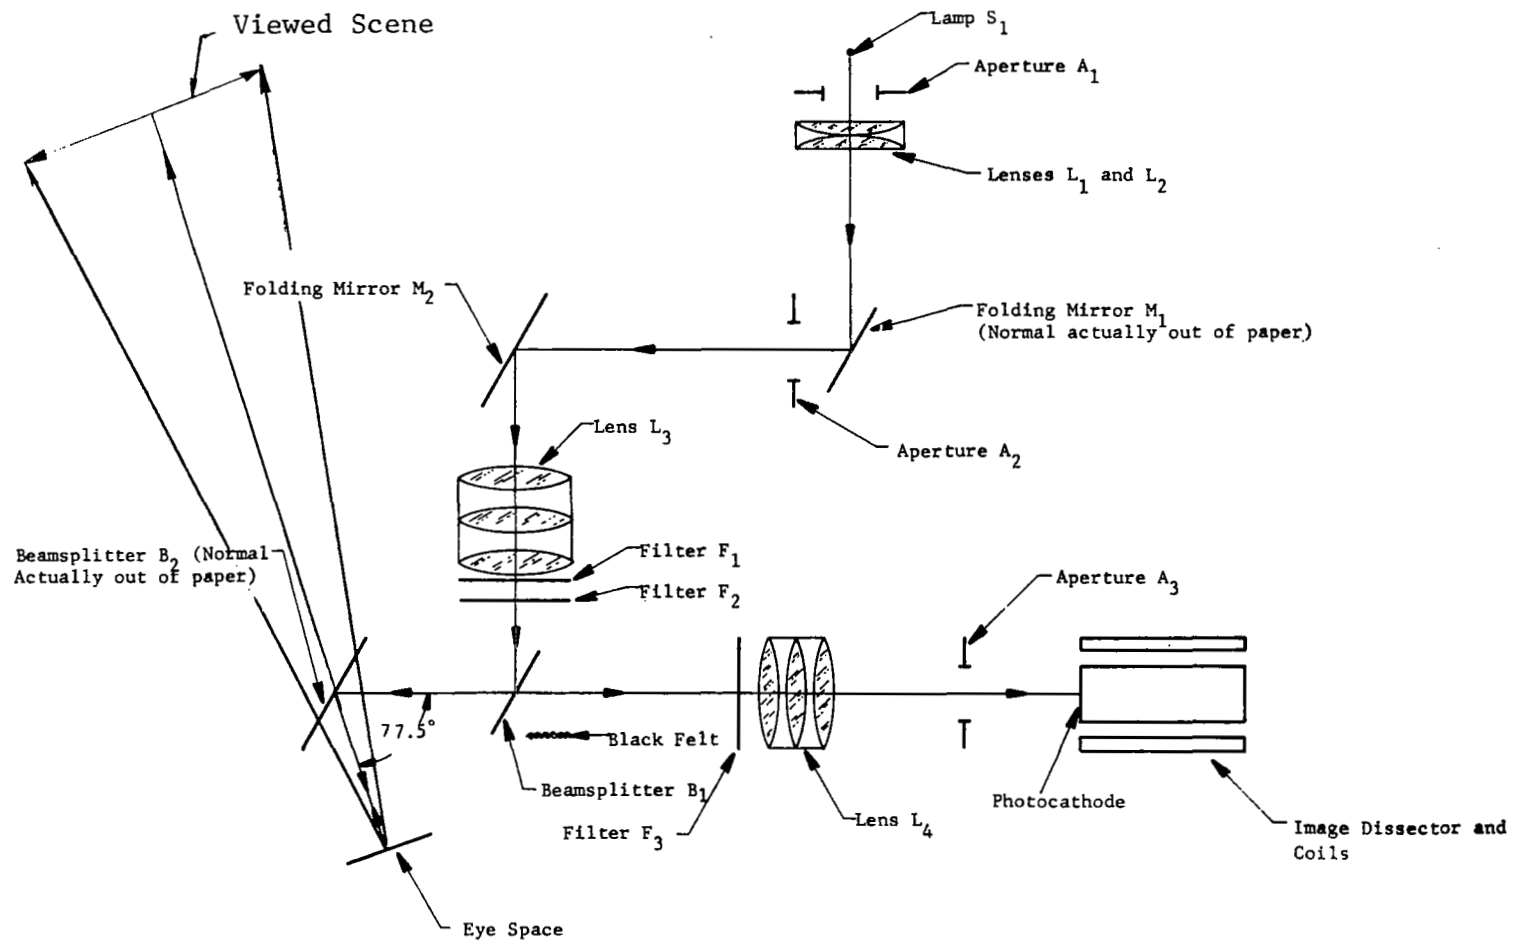 Viewed Scene
Lamp S1
Aperture A1
Lenses L1 and L2
Folding Mirror M2
Folding Mirror M1
(Normal actually out of paper)
Lens L3
Aperture A2
Beamsplitter B2 (Normal
Actually out of paper)
Filter F1
Filter F2
Aperture A3
77.5°
Black Felt
Beamsplitter B1
Filter F3
Lens L4
Photocathode
Image Dissector and
Coils
Eye Space